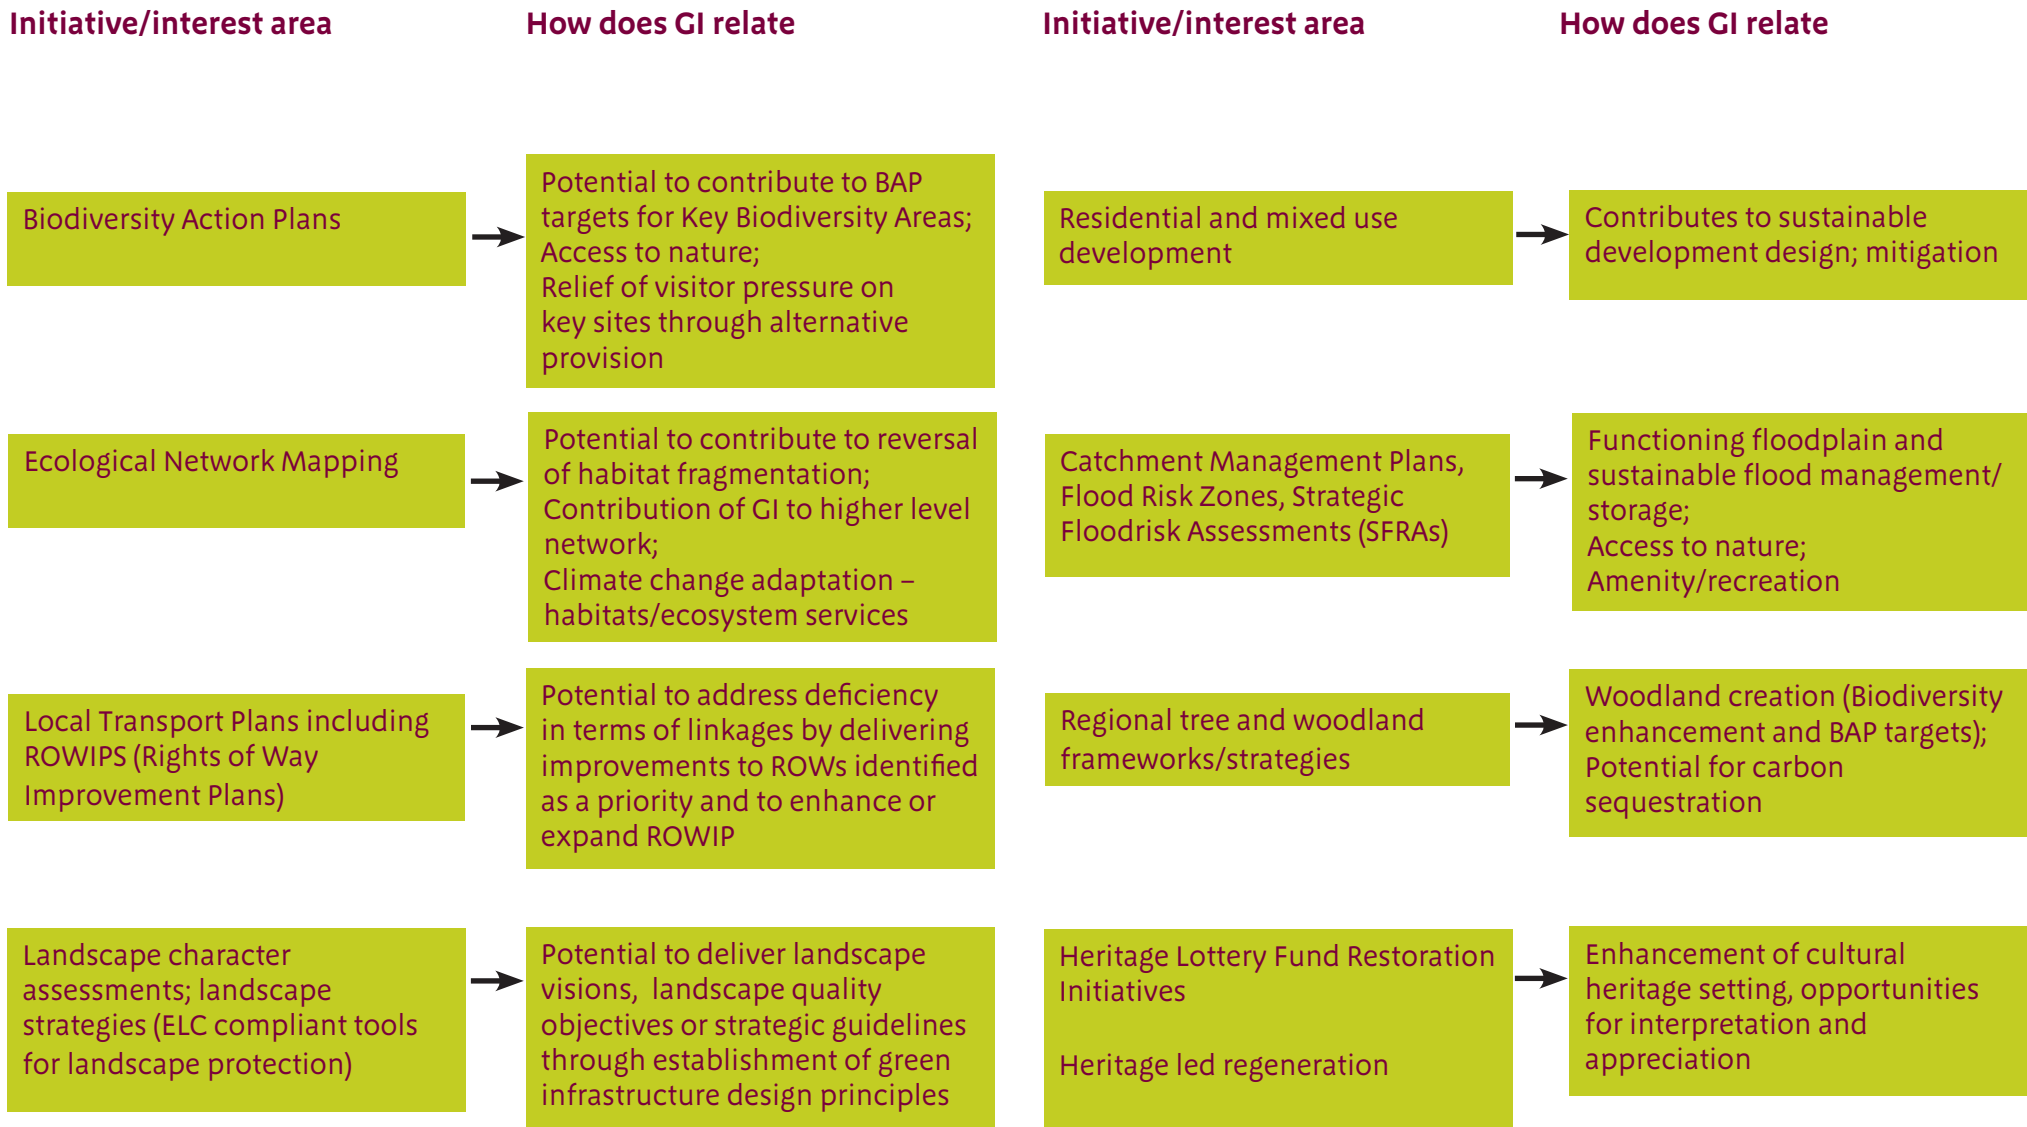 Initiative/interest area
How does GI relate
Initiative/interest area
How does GI relate
Biodiversity Action Plans
Potential to contribute to BAP
targets for Key Biodiversity Areas;
Access to nature;
Relief of visitor pressure on
key sites through alternative
provision
Residential and mixed use
development
Contributes to sustainable
development design; mitigation
Ecological Network Mapping
Potential to contribute to reversal
of habitat fragmentation;
Contribution of GI to higher level
network;
Climate change adaptation –
habitats/ecosystem services
Catchment Management Plans,
Flood Risk Zones, Strategic
Floodrisk Assessments (SFRAs)
Functioning floodplain and
sustainable flood management/
storage;
Access to nature;
Amenity/recreation
Local Transport Plans including
ROWIPS (Rights of Way
Improvement Plans)
Potential to address deficiency
in terms of linkages by delivering
improvements to ROWs identified
as a priority and to enhance or
expand ROWIP
Regional tree and woodland
frameworks/strategies
Woodland creation (Biodiversity
enhancement and BAP targets);
Potential for carbon
sequestration
Landscape character
assessments; landscape
strategies (ELC compliant tools
for landscape protection)
Potential to deliver landscape
visions, landscape quality
objectives or strategic guidelines
through establishment of green
infrastructure design principles
Heritage Lottery Fund Restoration
Initiatives
Heritage led regeneration
Enhancement of cultural
heritage setting, opportunities
for interpretation and
appreciation